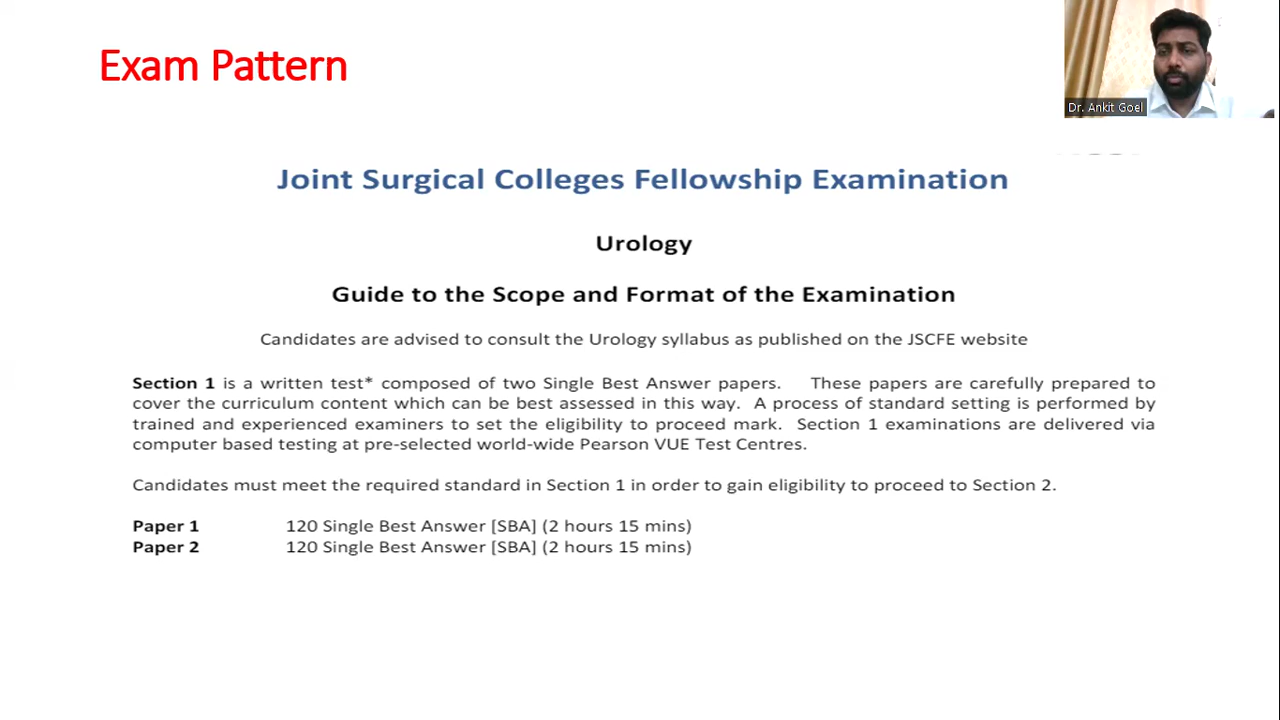 Exam Pattern
Dr. Ankit Goel
Joint Surgical Colleges Fellowship Examination
Urology
Guide to the Scope and Format of the Examination
Candidates are advised to consult the Urology syllabus as published on the JSCFE website
Section 1 is a written test* composed of two Single Best Answer papers. These papers are carefully prepared to
cover the curriculum content which can be best assessed in this way. A process of standard setting is performed by
trained and experienced examiners to set the eligibility to proceed mark. Section 1 examinations are delivered via
computer based testing at pre-selected world-wide Pearson VUE Test Centres.
Candidates must meet the required standard in Section 1 in order to gain eligibility to proceed to Section 2.
Paper 1 120 Single Best Answer [SBA] (2 hours 15 mins)
Paper 2 120 Single Best Answer [SBA] (2 hours 15 mins)